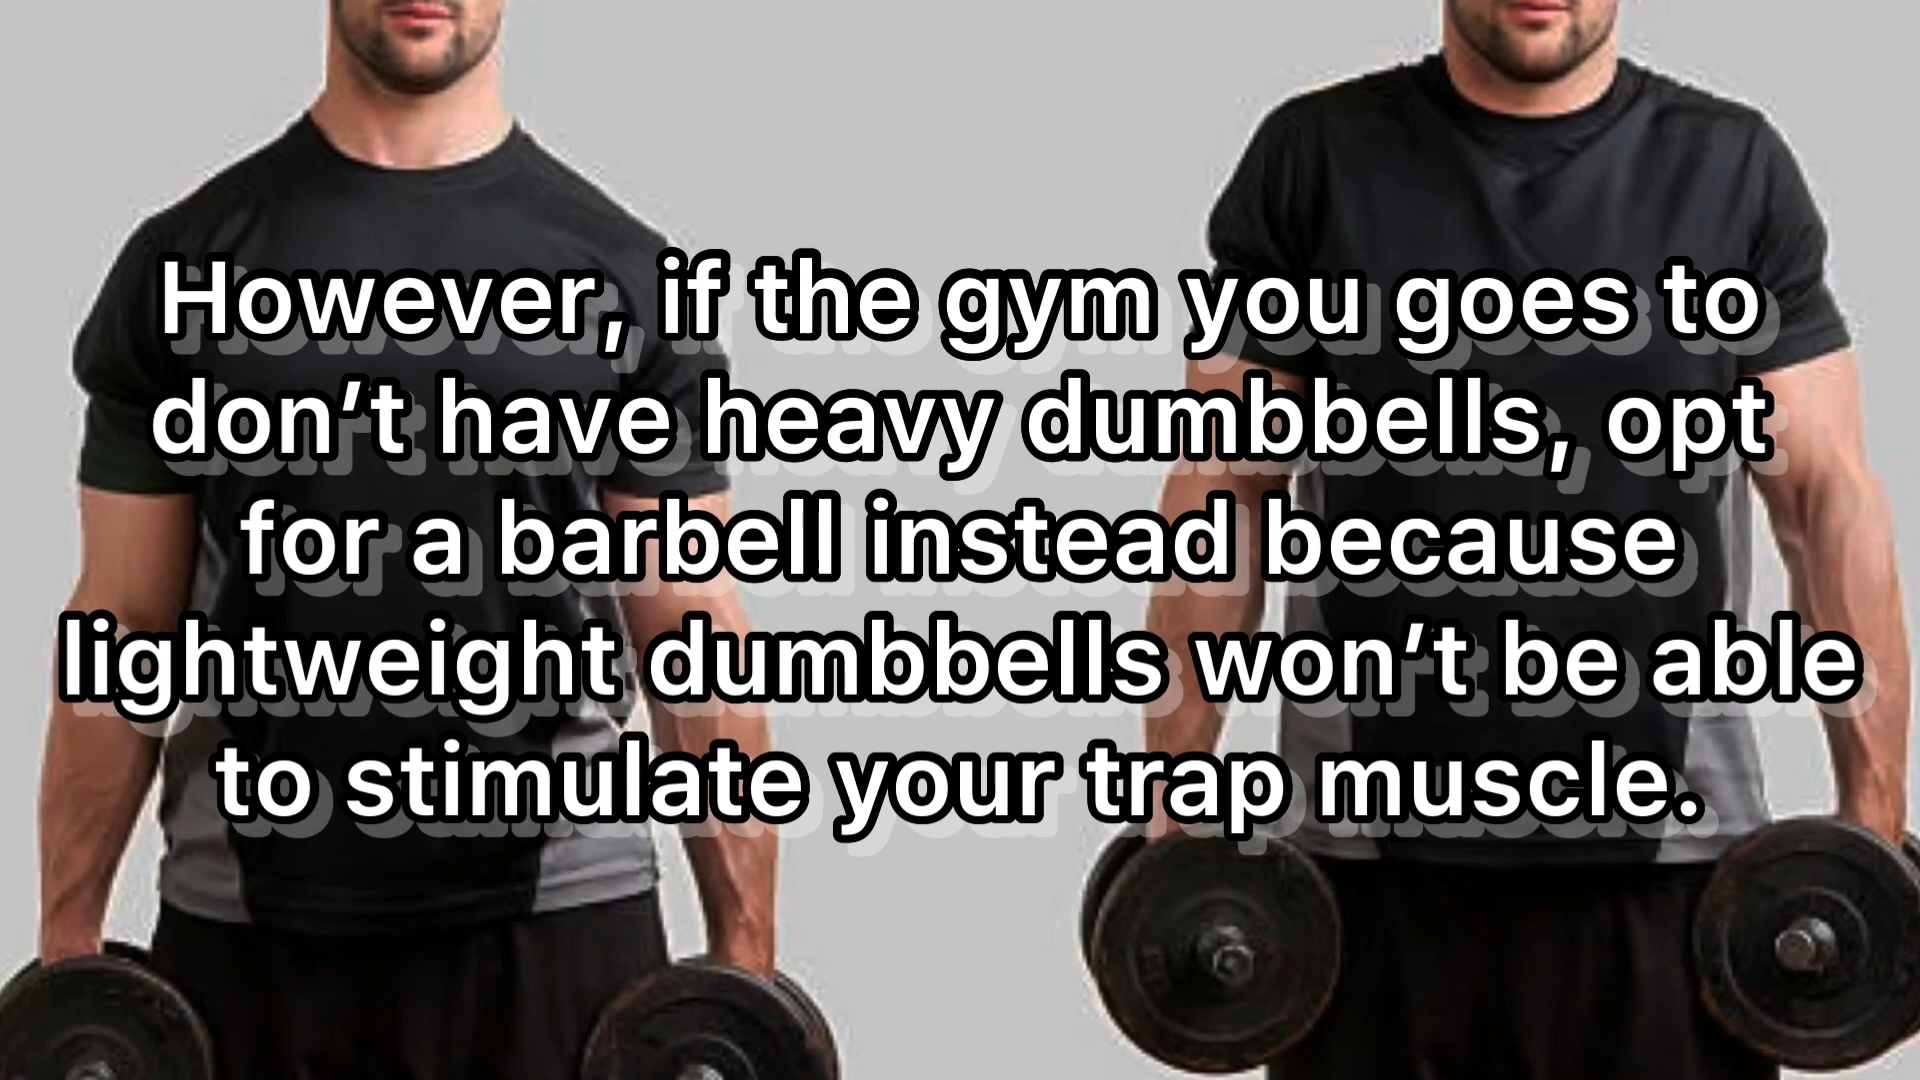 However, if the gym you goes to
don’t have heavy dumbbells, opt
for a barbell instead because
lightweight dumbbells won’t be able
to stimulate your trap muscle.